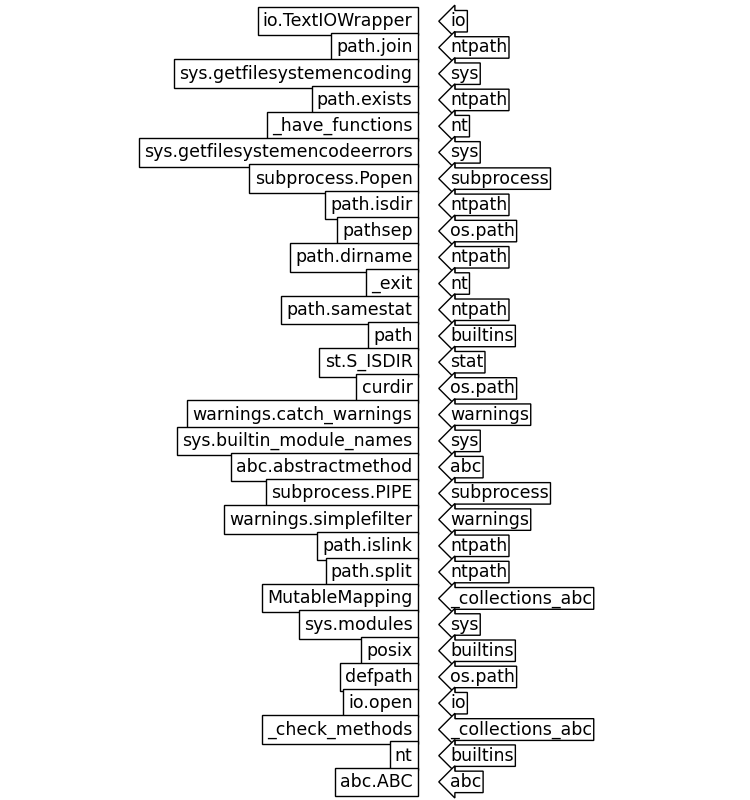 io.TextIOWrapper io
path.join ntpath
sys.getfilesystemencoding sys
path.exists ntpath
_have_functions nt
sys.getfilesystemencodeerrors sys
subprocess.Popen subprocess
path.isdir ntpath
pathsep os.path
path.dirname ntpath
_exit nt
path.samestat ntpath
path builtins
st.S_ISDIR stat
curdir os.path
warnings.catch_warnings warnings
sys.builtin_module_names sys
abc.abstractmethod abc
subprocess.PIPE subprocess
warnings.simplefilter warnings
path.islink ntpath
path.split ntpath
MutableMapping _collections_abc
sys.modules sys
posix builtins
defpath os.path
io.open io
_check_methods _collections_abc
nt builtins
abc.ABC abc